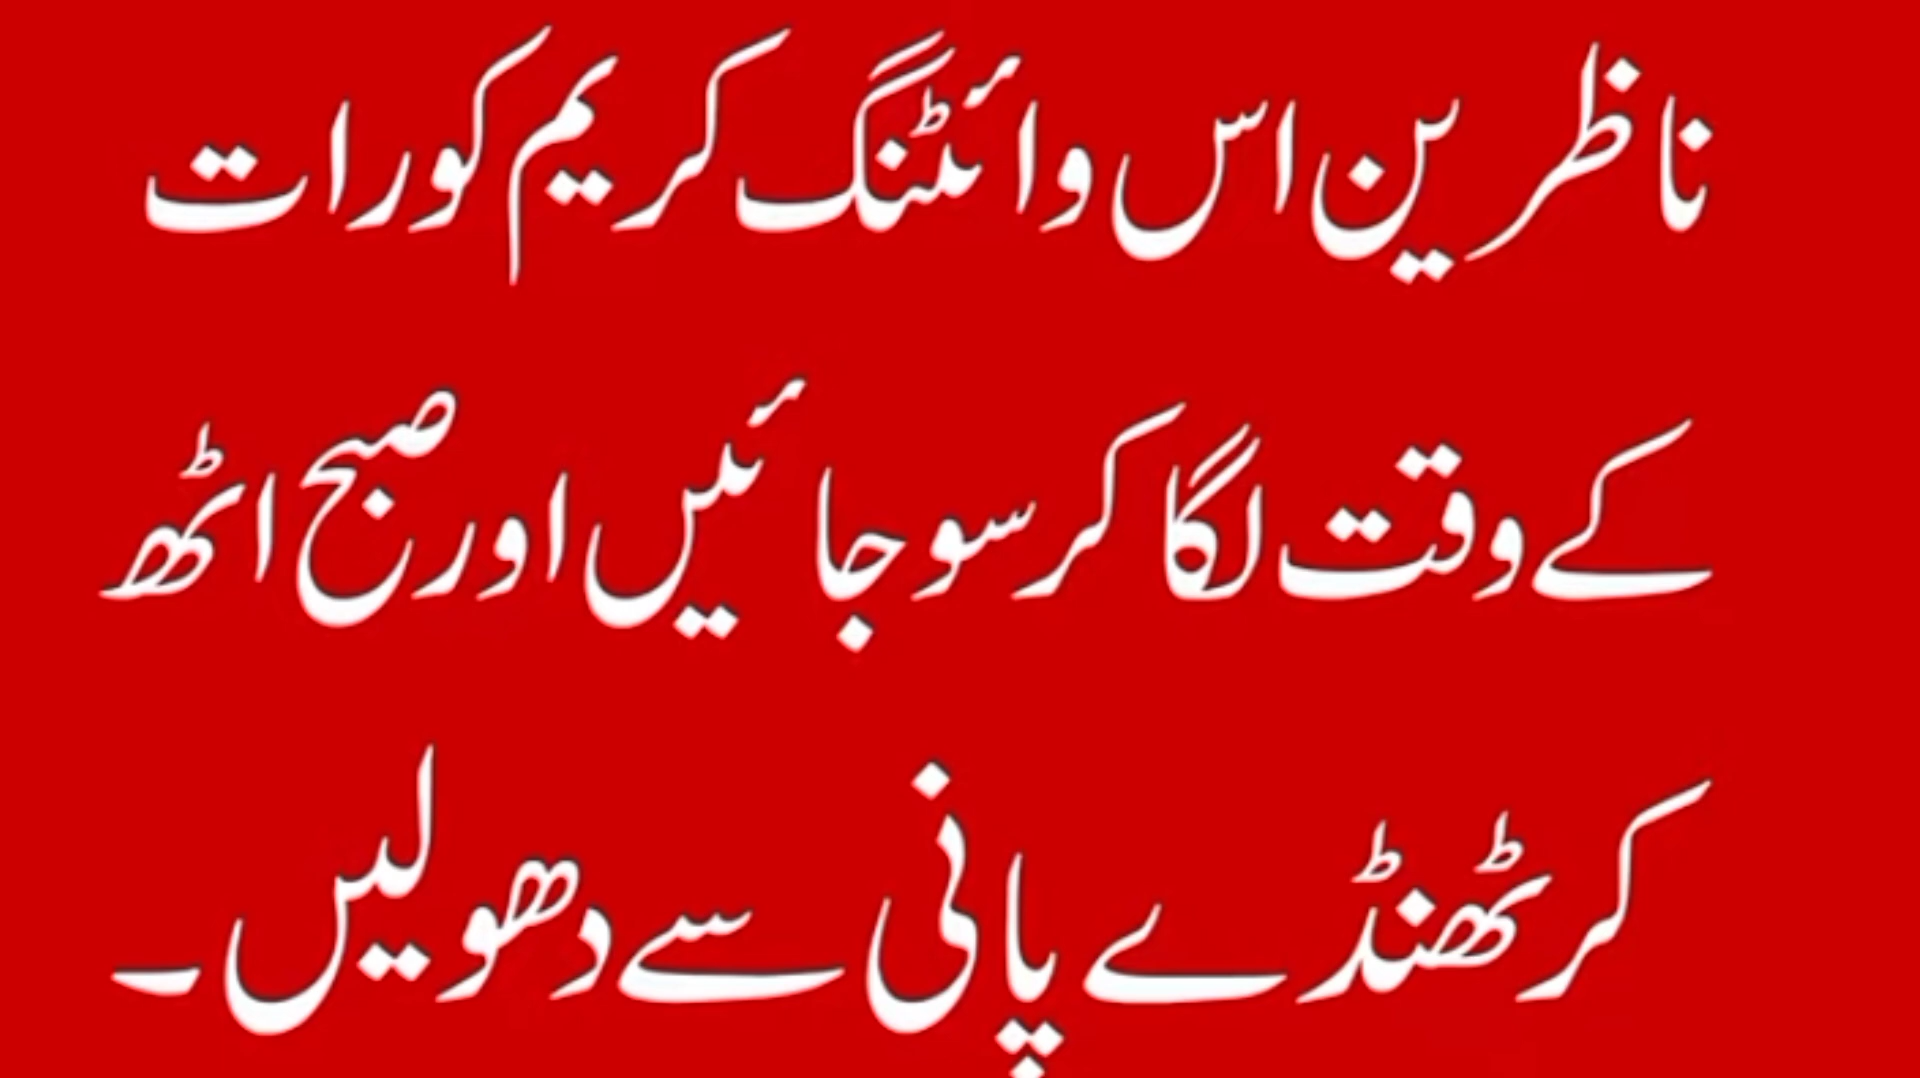 ناظرین اس وائٹنگ کریم کو رات
کے وقت لگا کر سو جائیں اور صبح اٹھ
کر ٹھنڈے پانی سے دھو لیں۔